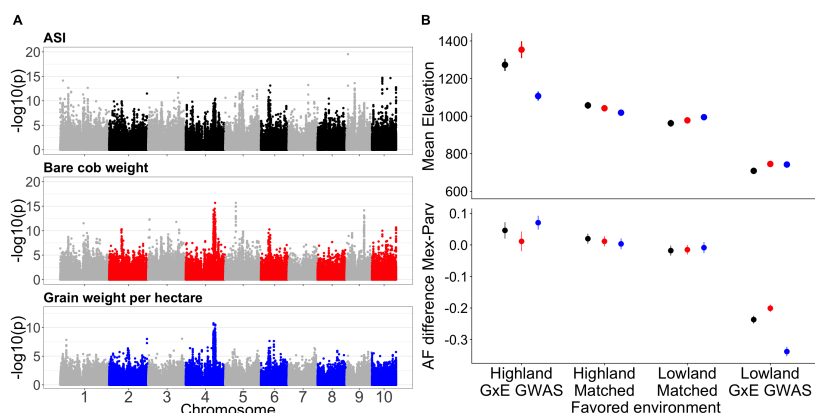 A
ASI
20
15
10
5
0
-log10(p)
Bare cob weight
20
15
10
5
0
-log10(p)
Grain weight per hectare
10
5
0
-log10(p)
1 2 3 4 5 6 7 8 9 10
Chromosome
B
1400
1200
1000
800
600
Mean Elevation
0.1
0.0
-0.1
-0.2
-0.3
AF difference Mex-Parv
Highland Highland Lowland Lowland
GxE GWAS Matched Matched GxE GWAS
Favored environment